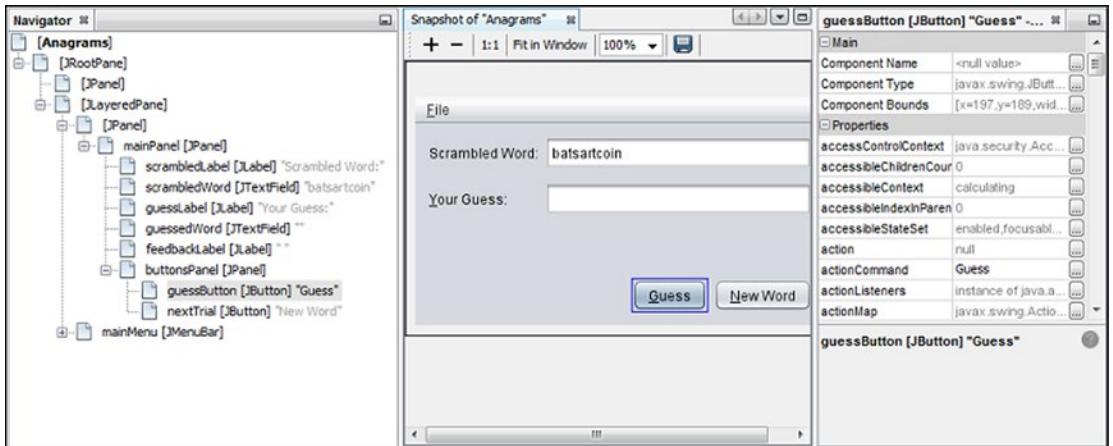 Navigator
[Anagrams]
[JRootPane]
[JPanel]
[JLayeredPane]
[JPanel]
mainPanel [JPanel]
scrambledLabel [JLabel] "Scrambled Word:"
scrambledWord [JTextField] "batsartcoin"
guessLabel [JLabel] "Your Guess:"
guessedWord [JTextField] ""
feedbackLabel [JLabel] " "
buttonsPanel [JPanel]
guessButton [JButton] "Guess"
nextTrial [JButton] "New Word"
mainMenu [JMenuBar]
Snapshot of "Anagrams"
1:1 Fit in Window 100%
File
Scrambled Word: batsartcoin
Your Guess:
Guess New Word
guessButton [JButton] "Guess" -...
Main
Component Name <null value> ...
Component Type javax.swing.JButt... ...
Component Bounds [x=197,y=189,wid... ...
Properties
accessControlContext java.security.Acc... ...
accessibleChildrenCour 0 ...
accessibleContext calculating ...
accessibleIndexInParen 0 ...
accessibleStateSet enabled,focusabl... ...
action null ...
actionCommand Guess ...
actionListeners instance of java.a... ...
actionMap javax.swing.Actio... ...
guessButton [JButton] "Guess"
?